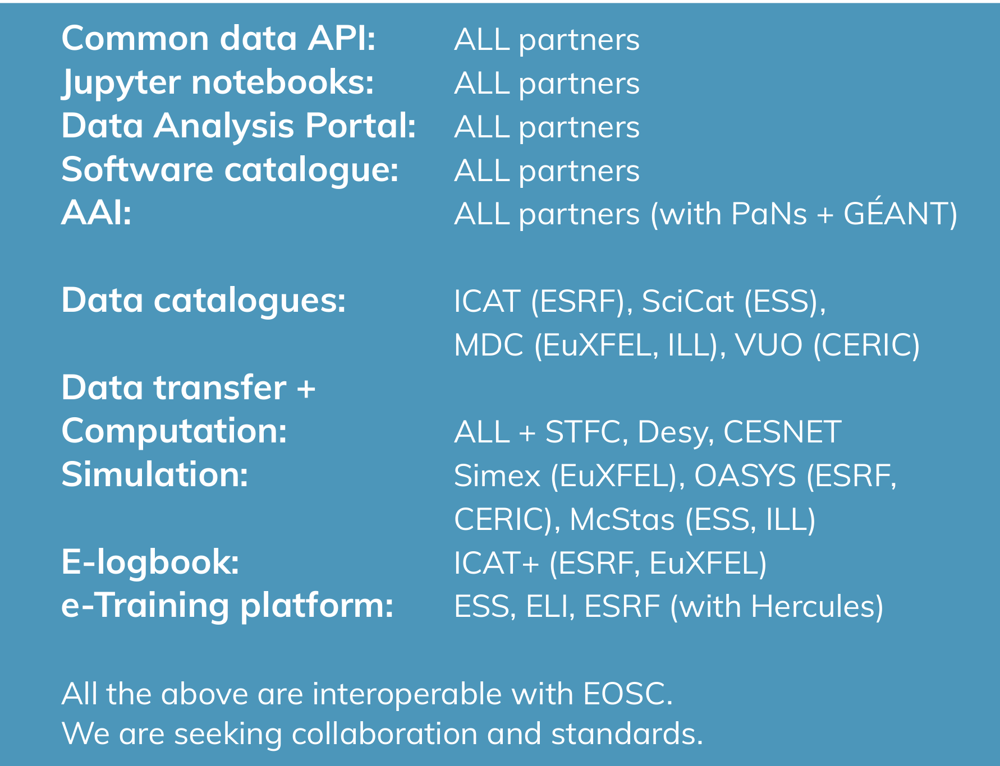 Common data API: ALL partners
Jupyter notebooks: ALL partners
Data Analysis Portal: ALL partners
Software catalogue: ALL partners
AAI: ALL partners (with PaNs + GÉANT)
Data catalogues: ICAT (ESRF), SciCat (ESS),
MDC (EuXFEL, ILL), VUO (CERIC)
Data transfer +
Computation: ALL + STFC, Desy, CESNET
Simulation: Simex (EuXFEL), OASYS (ESRF,
CERIC), McStas (ESS, ILL)
E-logbook: ICAT+ (ESRF, EuXFEL)
e-Training platform: ESS, ELI, ESRF (with Hercules)
All the above are interoperable with EOSC.
We are seeking collaboration and standards.